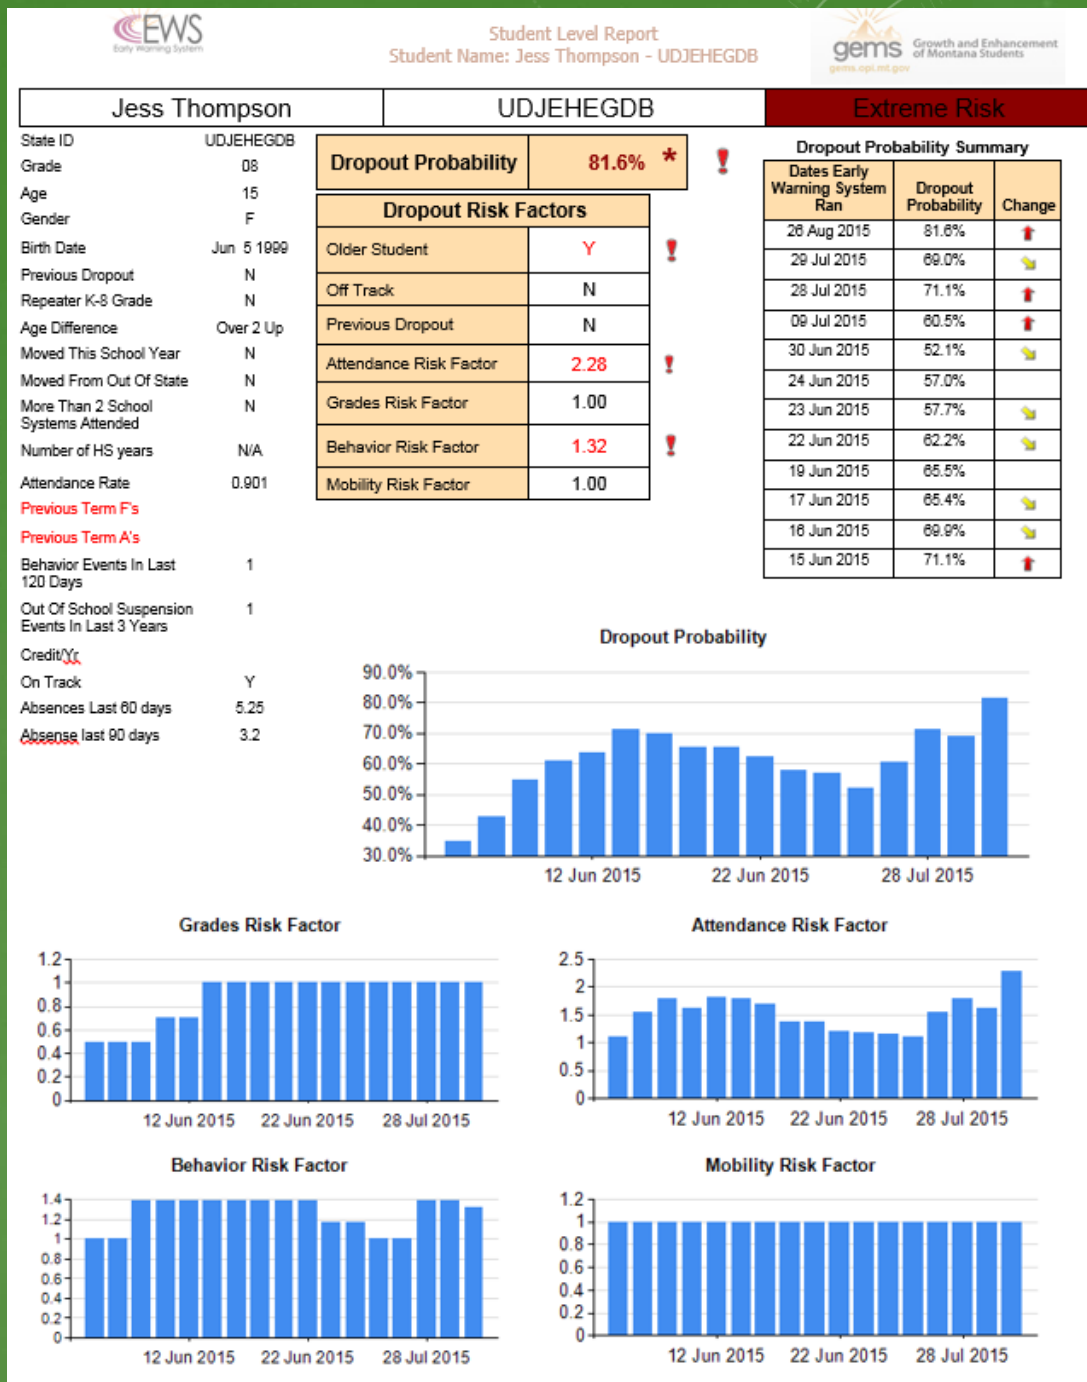 EWS
Early Warning System
Student Level Report
Student Name: Jess Thompson - UDJEHEGDB
gems Growth and Enhancement
of Montana Students
gems.opi.mt.gov
Jess Thompson UDJEHEGDB Extreme Risk
State ID UDJEHEGDB
Grade 08
Age 15
Gender F
Birth Date Jun 5 1999
Previous Dropout N
Repeater K-8 Grade N
Age Difference Over 2 Up
Moved This School Year N
Moved From Out Of State N
More Than 2 School N
Systems Attended
Number of HS years N/A
Attendance Rate 0.901
Previous Term F's
Previous Term A's
Behavior Events In Last 1
120 Days
Out Of School Suspension 1
Events In Last 3 Years
Credit/Yr
On Track Y
Absences Last 60 days 5.25
Absense last 90 days 3.2
Dropout Probability 81.6% *
Dropout Risk Factors
Older Student Y
Off Track N
Previous Dropout N
Attendance Risk Factor 2.28
Grades Risk Factor 1.00
Behavior Risk Factor 1.32
Mobility Risk Factor 1.00
Dropout Probability Summary
Dates Early
Warning System
Ran
Dropout
Probability
Change
26 Aug 2015 81.6%
29 Jul 2015 69.0%
28 Jul 2015 71.1%
09 Jul 2015 60.5%
30 Jun 2015 52.1%
24 Jun 2015 57.0%
23 Jun 2015 57.7%
22 Jun 2015 62.2%
19 Jun 2015 65.5%
17 Jun 2015 65.4%
16 Jun 2015 69.9%
15 Jun 2015 71.1%
Dropout Probability
90.0%
80.0%
70.0%
60.0%
50.0%
40.0%
30.0%
12 Jun 2015 22 Jun 2015 28 Jul 2015
Grades Risk Factor
1.2
1
0.8
0.6
0.4
0.2
0
12 Jun 2015 22 Jun 2015 28 Jul 2015
Attendance Risk Factor
2.5
2
1.5
1
0.5
0
12 Jun 2015 22 Jun 2015 28 Jul 2015
Behavior Risk Factor
1.4
1.2
1
0.8
0.6
0.4
0.2
0
12 Jun 2015 22 Jun 2015 28 Jul 2015
Mobility Risk Factor
1.2
1
0.8
0.6
0.4
0.2
0
12 Jun 2015 22 Jun 2015 28 Jul 2015